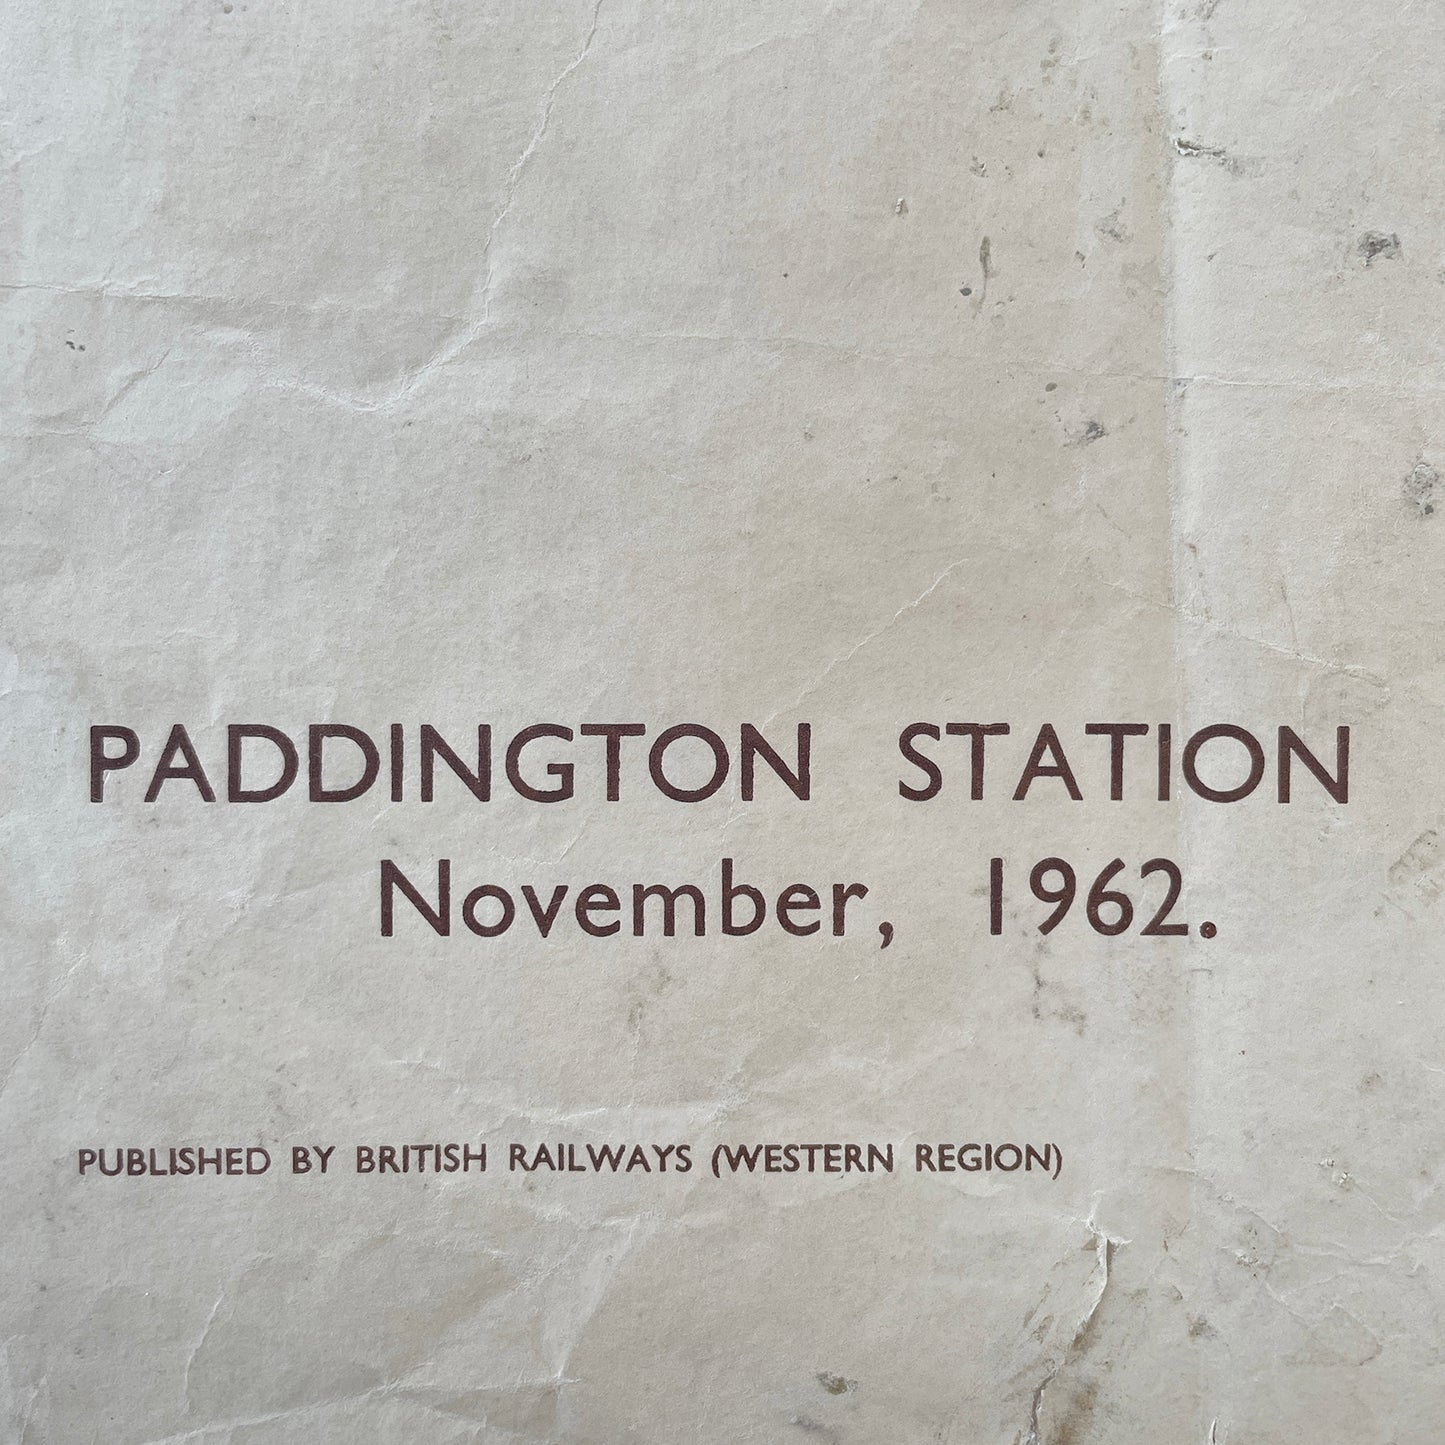 PADDINGTON STATION
November, 1962.
PUBLISHED BY BRITISH RAILWAYS (WESTERN REGION)